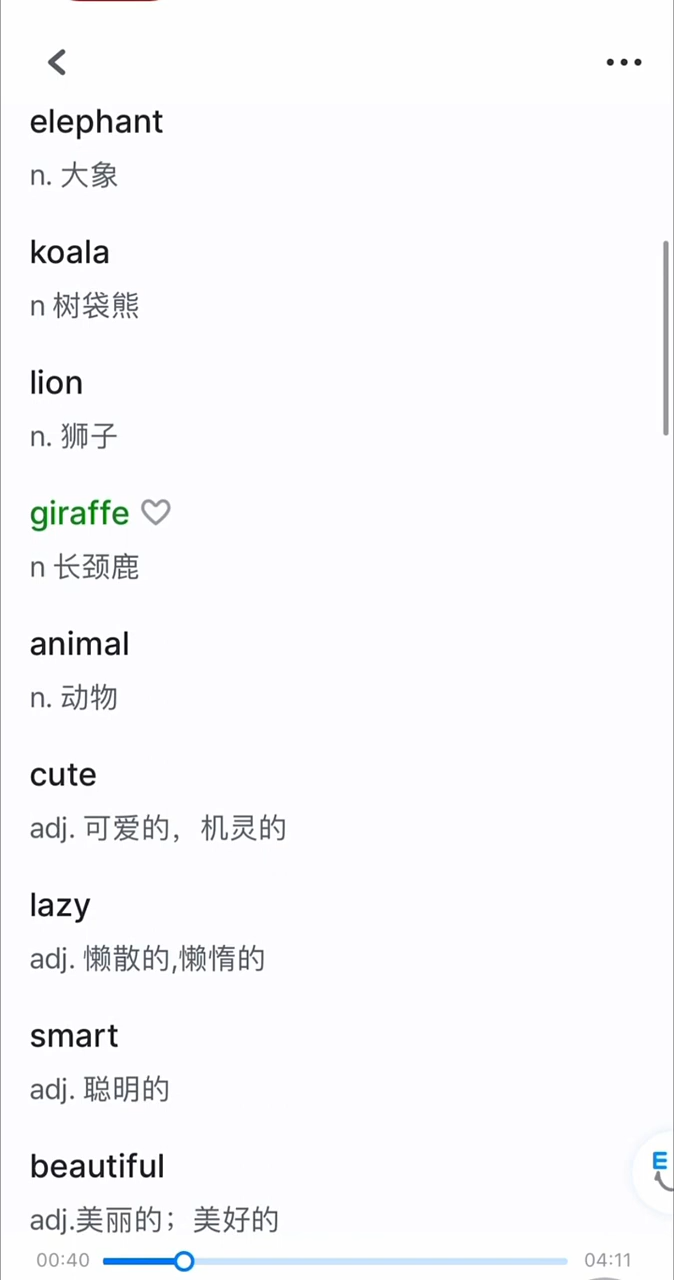 elephant
n. 大象
koala
n 树袋熊
lion
n. 狮子
giraffe
n 长颈鹿
animal
n. 动物
cute
adj. 可爱的，机灵的
lazy
adj. 懒散的,懒惰的
smart
adj. 聪明的
beautiful
adj.美丽的；美好的
E
00:40 04:11